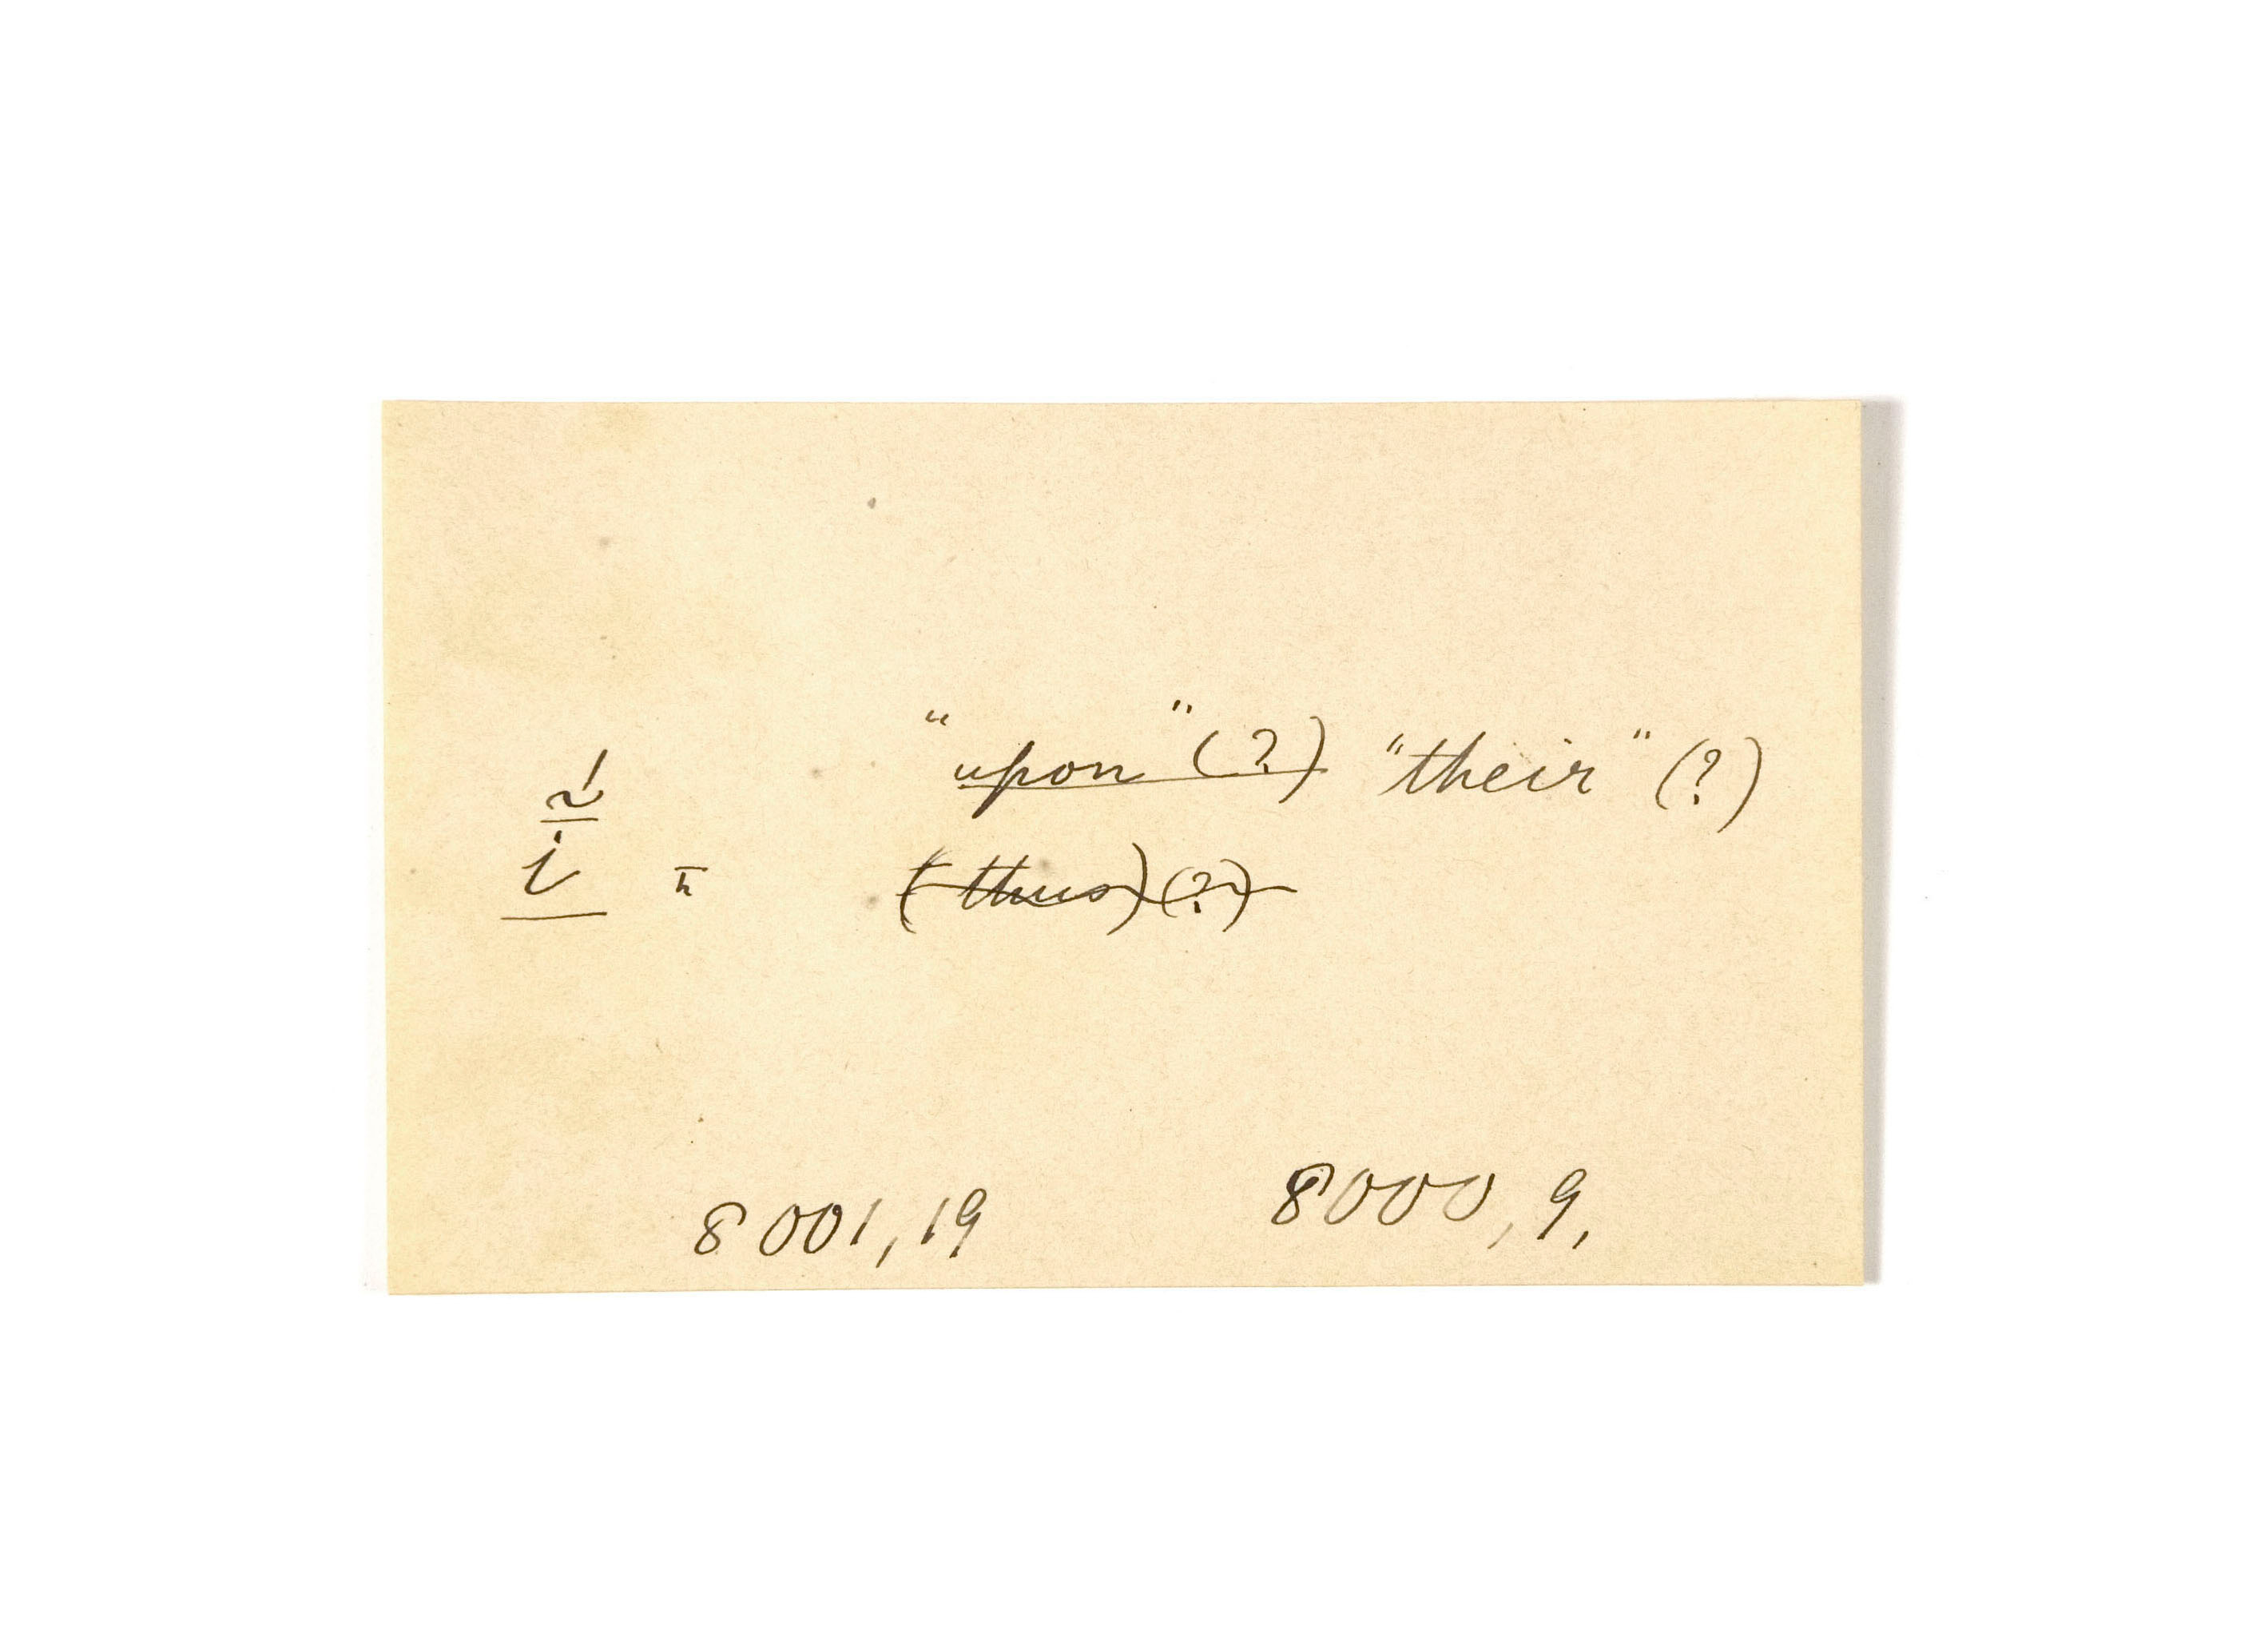 "upon" (?) "their" (?)
i = (thus) (?)
8001, 19 8000, 9,